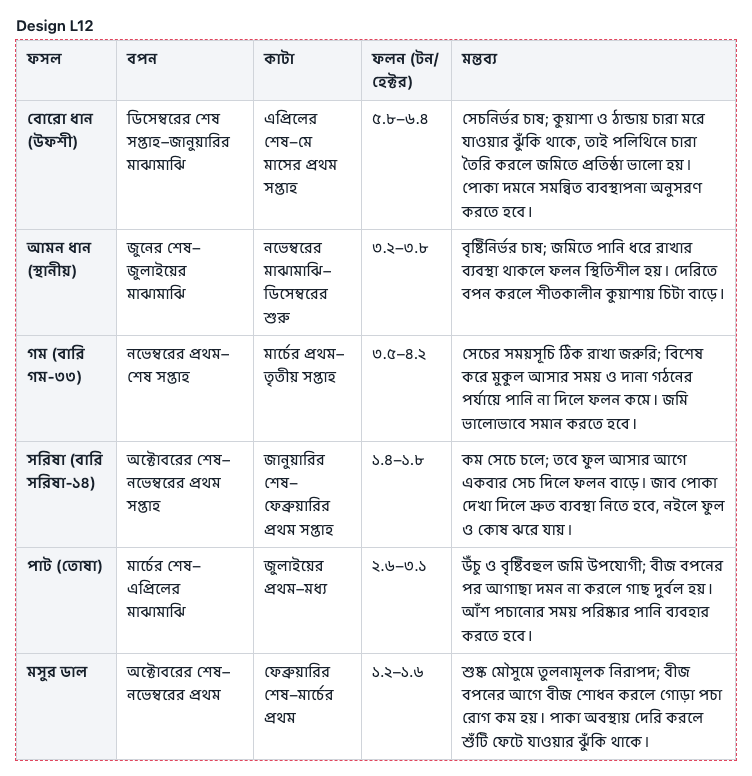 Design L12
ফসল
বপন
কাটা
ফলন (টন/
হেক্টর)
মন্তব্য
বোরো ধান
(উফশী)
ডিসেম্বরের শেষ
সপ্তাহ–জানুয়ারির
মাঝামাঝি
এপ্রিলের
শেষ–মে
মাসের প্রথম
সপ্তাহ
৫.৮–৬.৪
সেচনির্ভর চাষ; কুয়াশা ও ঠান্ডায় চারা মরে
যাওয়ার ঝুঁকি থাকে, তাই পলিথিনে চারা
তৈরি করলে জমিতে প্রতিষ্ঠা ভালো হয়।
পোকা দমনে সমন্বিত ব্যবস্থাপনা অনুসরণ
করতে হবে।
আমন ধান
(স্থানীয়)
জুনের শেষ–
জুলাইয়ের
মাঝামাঝি
নভেম্বরের
মাঝামাঝি–
ডিসেম্বরের
শুরু
৩.২–৩.৮
বৃষ্টিনির্ভর চাষ; জমিতে পানি ধরে রাখার
ব্যবস্থা থাকলে ফলন স্থিতিশীল হয়। দেরিতে
বপন করলে শীতকালীন কুয়াশায় চিটা বাড়ে।
গম (বারি
গম-৩৩)
নভেম্বরের প্রথম–
শেষ সপ্তাহ
মার্চের প্রথম–
তৃতীয় সপ্তাহ
৩.৫–৪.২
সেচের সময়সূচি ঠিক রাখা জরুরি; বিশেষ
করে মুকুল আসার সময় ও দানা গঠনের
পর্যায়ে পানি না দিলে ফলন কমে। জমি
ভালোভাবে সমান করতে হবে।
সরিষা (বারি
সরিষা-১৪)
অক্টোবরের শেষ–
নভেম্বরের প্রথম
সপ্তাহ
জানুয়ারির
শেষ–
ফেব্রুয়ারির
প্রথম সপ্তাহ
১.৪–১.৮
কম সেচে চলে; তবে ফুল আসার আগে
একবার সেচ দিলে ফলন বাড়ে। জাব পোকা
দেখা দিলে দ্রুত ব্যবস্থা নিতে হবে, নইলে ফুল
ও কোষ ঝরে যায়।
পাট (তোষা)
মার্চের শেষ–
এপ্রিলের
মাঝামাঝি
জুলাইয়ের
প্রথম–মধ্য
২.৬–৩.১
উঁচু ও বৃষ্টিবহুল জমি উপযোগী; বীজ বপনের
পর আগাছা দমন না করলে গাছ দুর্বল হয়।
আঁশ পচানোর সময় পরিষ্কার পানি ব্যবহার
করতে হবে।
মসুর ডাল
অক্টোবরের শেষ–
নভেম্বরের প্রথম
ফেব্রুয়ারির
শেষ–মার্চের
প্রথম
১.২–১.৬
শুষ্ক মৌসুমে তুলনামূলক নিরাপদ; বীজ
বপনের আগে বীজ শোধন করলে গোড়া পচা
রোগ কম হয়। পাকা অবস্থায় দেরি করলে
শুঁটি ফেটে যাওয়ার ঝুঁকি থাকে।